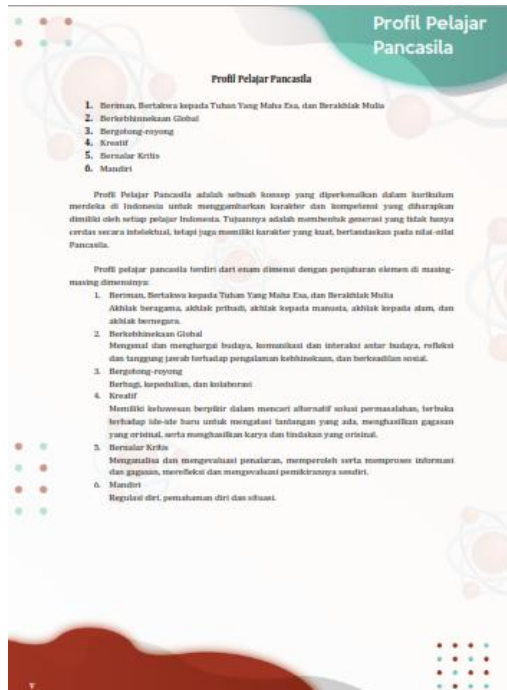 Profil Pelajar
Pancasila
Profil Pelajar Pancasila
1. Beriman, Bertakwa kepada Tuhan Yang Maha Esa, dan Berakhlak Mulia
2. Berkebhinnekaan Global
3. Bergotong-royong
4. Kreatif
5. Bernalar Kritis
6. Mandiri
Profil Pelajar Pancasila adalah sebuah konsep yang diperkenalkan dalam kurikulum
merdeka di Indonesia untuk menggambarkan karakter dan kompetensi yang diharapkan
dimiliki oleh setiap pelajar Indonesia. Tujuannya adalah membentuk generasi yang tidak hanya
cerdas secara intelektual, tetapi juga memiliki karakter yang kuat, berlandaskan pada nilai-nilai
Pancasila.
Profil pelajar pancasila terdiri dari enam dimensi dengan penjabaran elemen di masing-
masing dimensinya:
1. Beriman, Bertakwa kepada Tuhan Yang Maha Esa, dan Berakhlak Mulia
Akhlak beragama, akhlak pribadi, akhlak kepada manusia, akhlak kepada alam, dan
akhlak bernegara.
2. Berkebhinekaan Global
Mengenal dan menghargai budaya, komunikasi dan interaksi antar budaya, refleksi
dan tanggung jawab terhadap pengalaman kebhinekaan, dan berkeadilan sosial.
3. Bergotong-royong
Berbagi, kepedulian, dan kolaborasi
4. Kreatif
Memiliki keluwesan berpikir dalam mencari alternatif solusi permasalahan, terbuka
terhadap ide-ide baru untuk mengatasi tantangan yang ada, menghasilkan gagasan
yang orisinal, serta menghasilkan karya dan tindakan yang orisinal.
5. Bernalar Kritis
Menganalisa dan mengevaluasi penalaran, memperoleh serta memproses informasi
dan gagasan, merefleksi dan mengevaluasi pemikirannya sendiri.
6. Mandiri
Regulasi diri, pemahaman diri dan situasi.
v